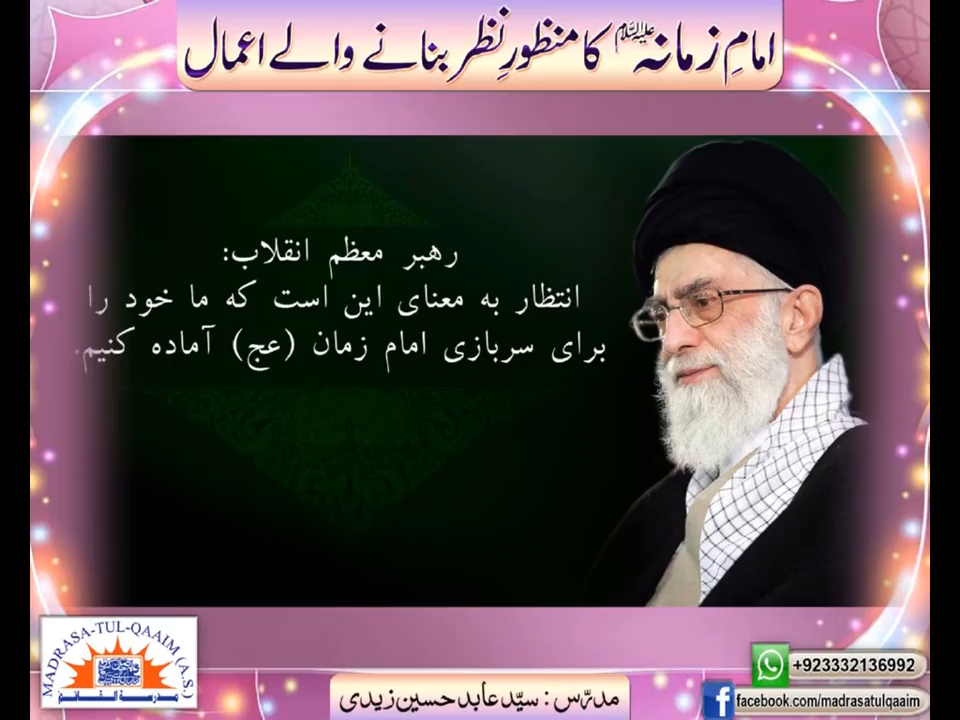 امامِ زمانہ علیہ السلام کا منظورِ نظر بنانے والے اعمال
رهبر معظم انقلاب:
انتظار به معنای این است که ما خود را
برای سربازی امام زمان (عج) آماده کنیم.
MADRASA-TUL-QAAIM (A.S.)
مدرسة القائم
مدرّس : سیّد عابد حسین زیدی
+923332136992
facebook.com/madrasatulqaaim